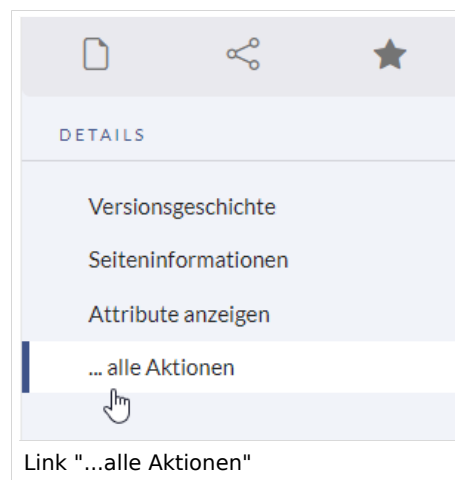 DETAILS
Versionsgeschichte
Seiteninformationen
Attribute anzeigen
... alle Aktionen
Link "...alle Aktionen"